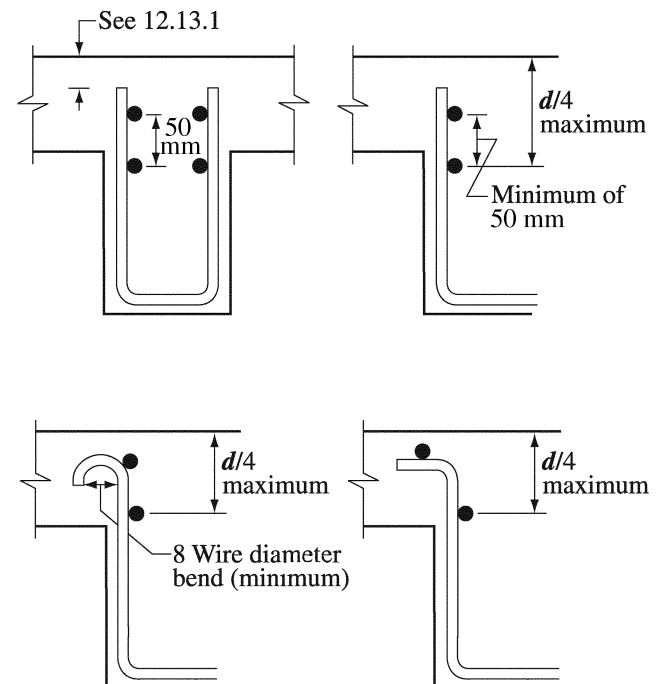 See 12.13.1
50
mm
d/4
maximum
Minimum of
50 mm
d/4
maximum
8 Wire diameter
bend (minimum)
d/4
maximum